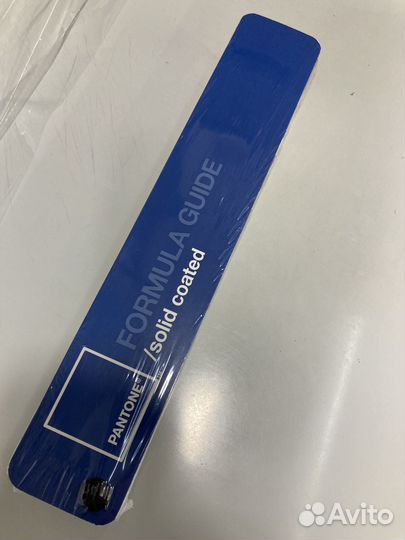 FORMULA GUIDE
/solid coated
PANTONE®
Avito